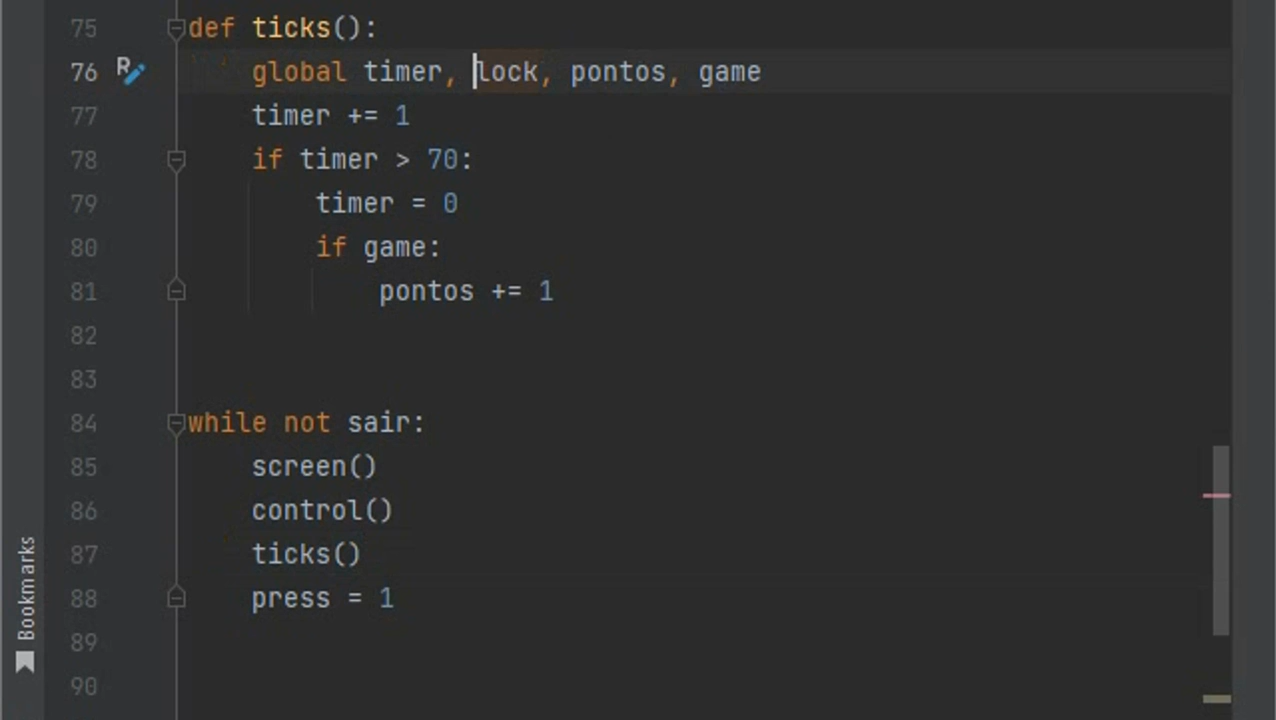 75 def ticks():
76     global timer, lock, pontos, game
77     timer += 1
78     if timer > 70:
79         timer = 0
80         if game:
81             pontos += 1
82
83
84 while not sair:
85     screen()
86     control()
87     ticks()
88     press = 1
89
90
Bookmarks